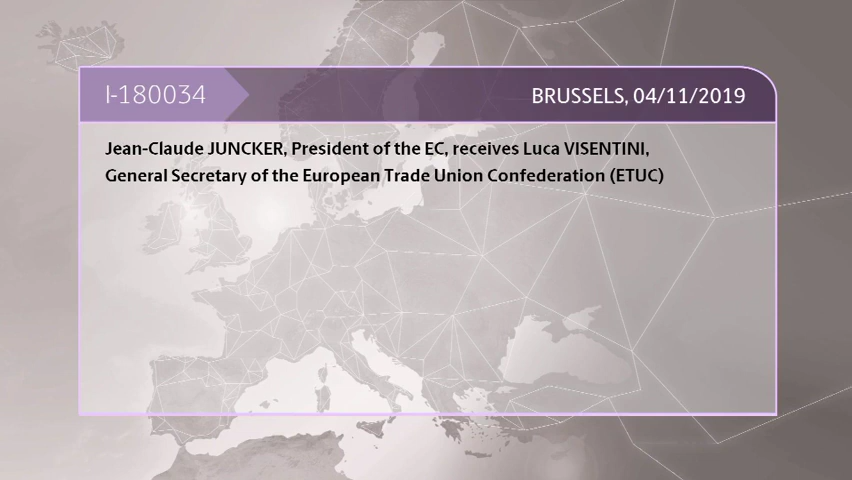 I-180034
BRUSSELS, 04/11/2019
Jean-Claude JUNCKER, President of the EC, receives Luca VISENTINI,
General Secretary of the European Trade Union Confederation (ETUC)